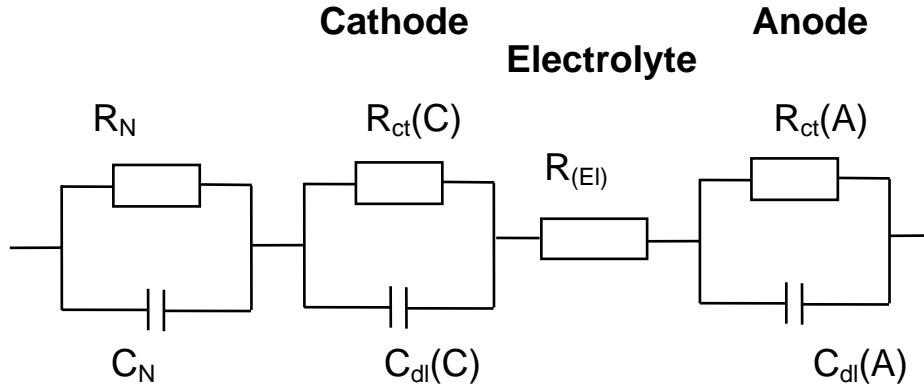 Cathode
Anode
Electrolyte
R_N
R_ct(C)
R_(El)
R_ct(A)
C_N
C_dl(C)
C_dl(A)